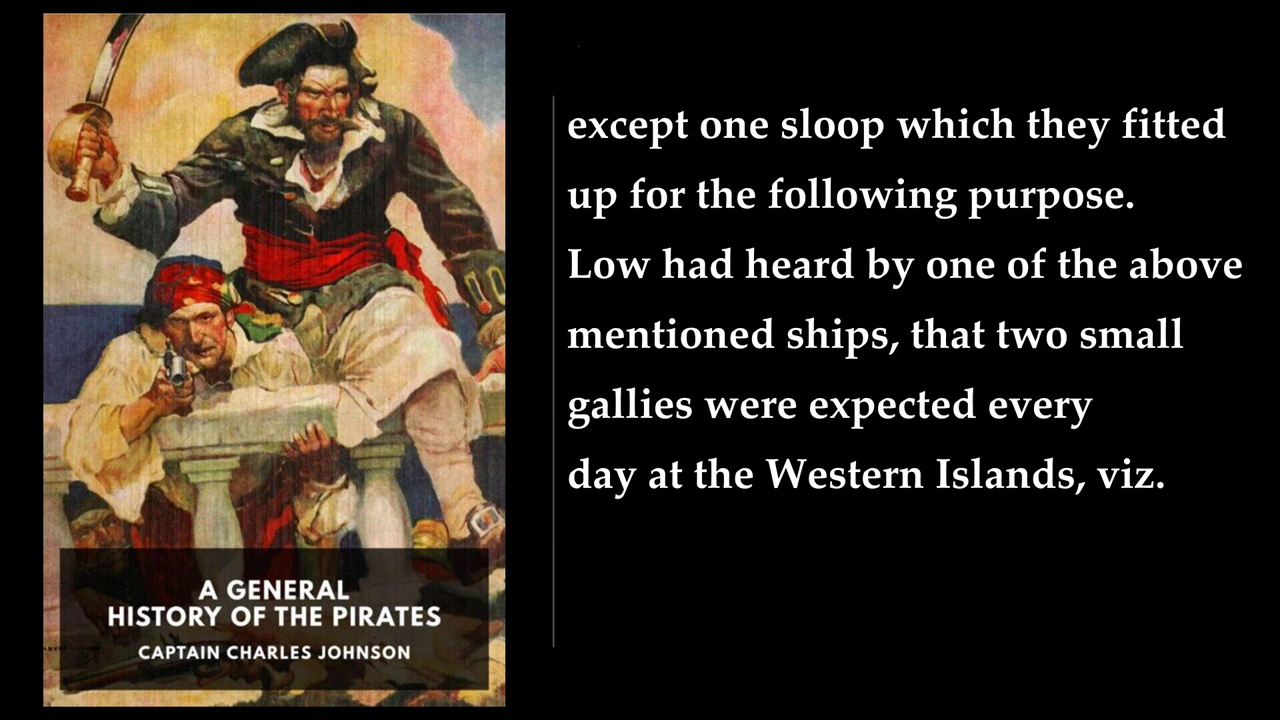 A GENERAL
HISTORY OF THE PIRATES
CAPTAIN CHARLES JOHNSON
except one sloop which they fitted
up for the following purpose.
Low had heard by one of the above
mentioned ships, that two small
gallies were expected every
day at the Western Islands, viz.